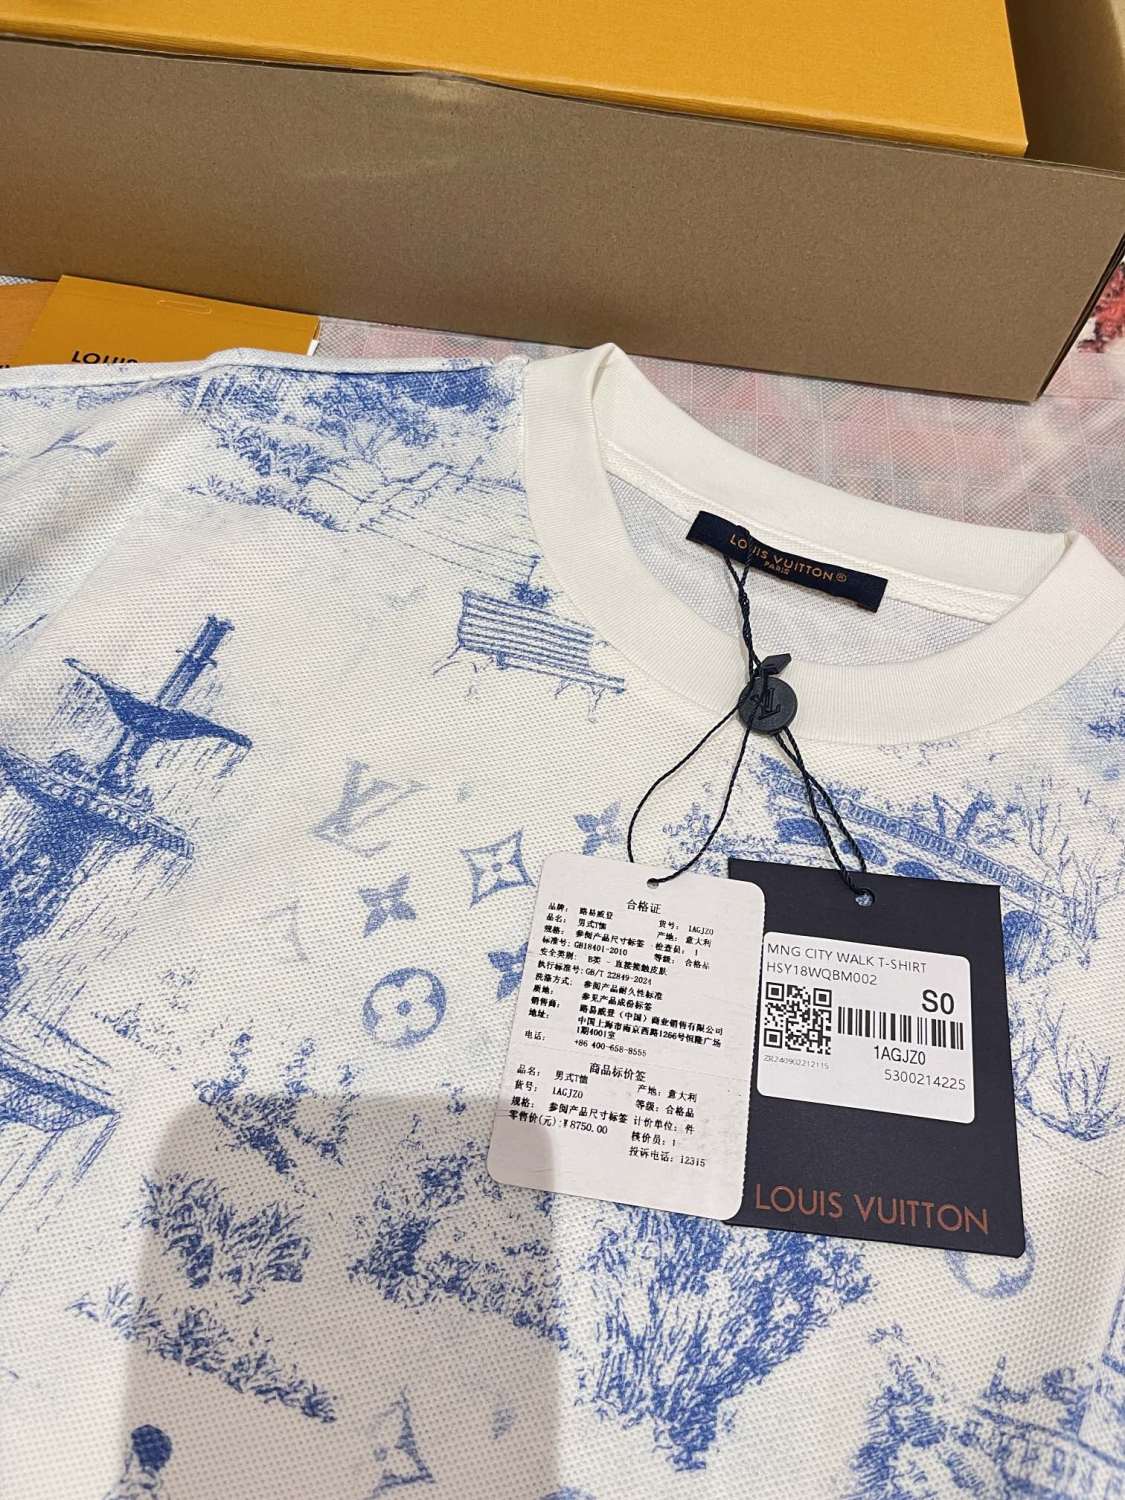 LOUIS
LOUIS VUITTON®
PARIS
LV
合格证
品牌: 路易威登 货号: 1AGJZ0
品名: 男式T恤 产地: 意大利
规格: 参阅产品尺寸标签 检查员: 1
标准号: GB18401-2010 等级: 合格品
安全类别: B类 - 直接接触皮肤
执行标准号: GB/T 22849-2024
洗涤方式: 参阅产品耐久性标准
质地: 参见产品成份标签
销售商: 路易威登(中国)商业销售有限公司
地址: 中国上海市南京西路1266号恒隆广场
1期4001室
电话: +86 400-658-8555
商品标价签
品名: 男式T恤 产地: 意大利
货号: 1AGJZ0 等级: 合格品
规格: 参阅产品尺寸标签 计价单位: 件
零售价(元):¥8750.00 核价员: 1
投诉电话: 12315
MNG CITY WALK T-SHIRT
HSY18WQBM002
S0
1AGJZ0
ZR240902212115
5300214225
LOUIS VUITTON
LV